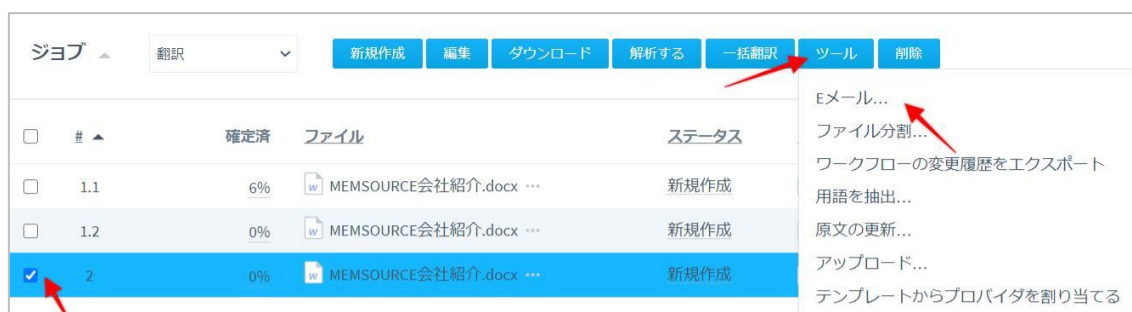 ジョブ 翻訳 新規作成 編集 ダウンロード 解析する 一括翻訳 ツール 削除
Eメール...
# 確定済 ファイル ステータス
ファイル分割...
ワークフローの変更履歴をエクスポート
1.1 6% MEMSOURCE会社紹介.docx ... 新規作成
用語を抽出...
1.2 0% MEMSOURCE会社紹介.docx ... 新規作成
原文の更新...
アップロード...
2 0% MEMSOURCE会社紹介.docx ... 新規作成
テンプレートからプロバイダを割り当てる